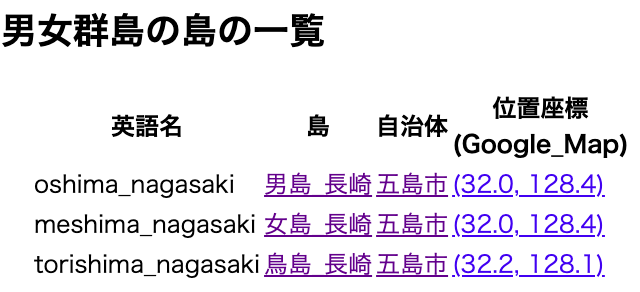 男女群島の島の一覧
英語名 島 自治体 位置座標(Google_Map)
oshima_nagasaki 男島_長崎 五島市 (32.0, 128.4)
meshima_nagasaki 女島_長崎 五島市 (32.0, 128.4)
torishima_nagasaki 鳥島_長崎 五島市 (32.2, 128.1)